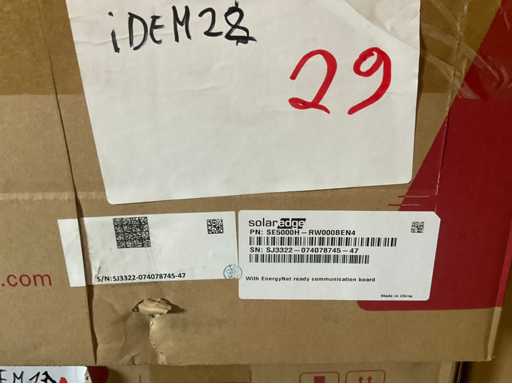 iDEM28
29
solaredge
PN: SE5000H-RW000BEN4
SN: SJ3322-074078745-47
S/N:SJ3322-074078745-47
With EnergyNet ready communication board
Made in China
.com